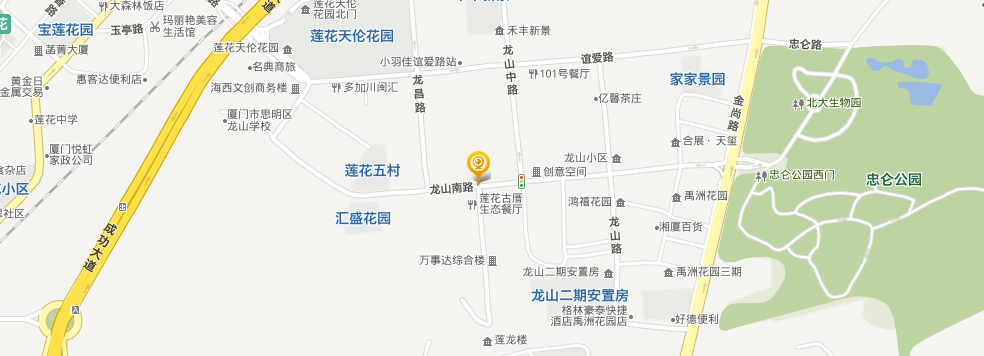 大森林饭店
莲花天伦
花园北门
玛丽艳美容
生活馆
宝莲花园
玉亭路
菡菁大厦
莲花天伦花园
莲花天伦花园
名典商旅
海西文创商务楼
多加川闽汇
小羽佳谊爱路站
禾丰新景
龙山中路
谊爱路
忠仑路
101号餐厅
亿馨茶庄
家家景园
金尚路
北大生物园
黄金日
金属交易
惠客达便利店
莲花中学
厦门市思明区
龙山学校
厦门悦虹
家政公司
食杂店
小区
社区
龙昌路
合展·天玺
龙山小区
创意空间
忠仑公园西门
忠仑公园
莲花五村
龙山南路
莲花古厝
生态餐厅
鸿禧花园
禹洲花园
汇盛花园
龙山路
湘厦百货
成功大道
万事达综合楼
龙山二期安置房
禹洲花园三期
龙山二期安置房
格林豪泰快捷
酒店禹洲花园店
好德便利
莲龙楼